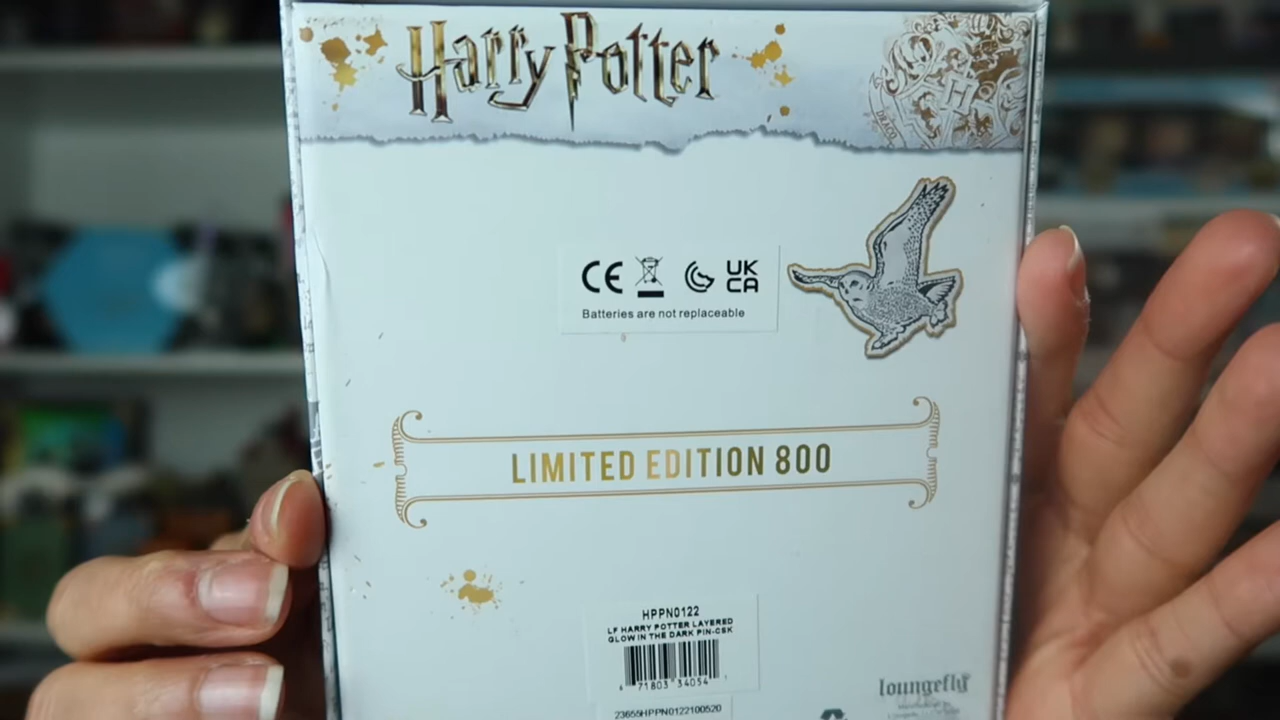 Harry Potter
H
DRACO
CE
UK
CA
Batteries are not replaceable
LIMITED EDITION 800
HPPN0122
LF HARRY POTTER LAYERED
GLOW IN THE DARK PIN-CSK
71803 34054
23655HPPN0122100520
loungefly